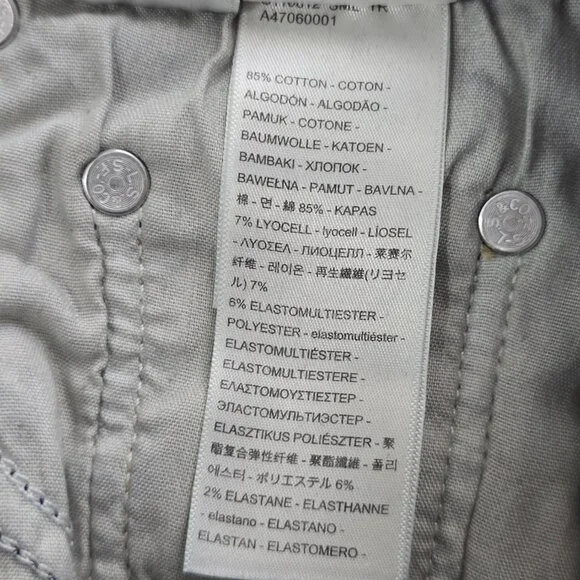 A47060001
85% COTTON - COTON -
ALGODÓN - ALGODÃO -
PAMUK - COTONE -
BAUMWOLLE - KATOEN -
BAMBAKI - ХЛОПОК -
BAWEŁNA - PAMUT - BAVLNA -
棉 - 면 - 綿 85% - KAPAS
7% LYOCELL - lyocell - LÍOSEL
- ΛΥΟΣΕΛ - ЛИОЦЕЛЛ - 莱赛尔
纤维 - 레이온 - 再生繊維(リヨセ
ル) 7%
6% ELASTOMULTIESTER -
POLYESTER - elastomultiéster -
ELASTOMULTIÉSTER -
ELASTOMULTIESTERE -
ΕΛΑΣΤΟΜΟΥΣΤΙΕΣΤΕΡ -
ЭЛАСТОМУЛЬТИЭСТЕР -
ELASZTIKUS POLIÉSZTER - 聚
酯复合弹性纤维 - 聚酯纖維 - 폴리
에스터 - ポリエステル 6%
2% ELASTANE - ELASTHANNE
- elastano - ELASTANO -
ELASTAN - ELASTOMERO -